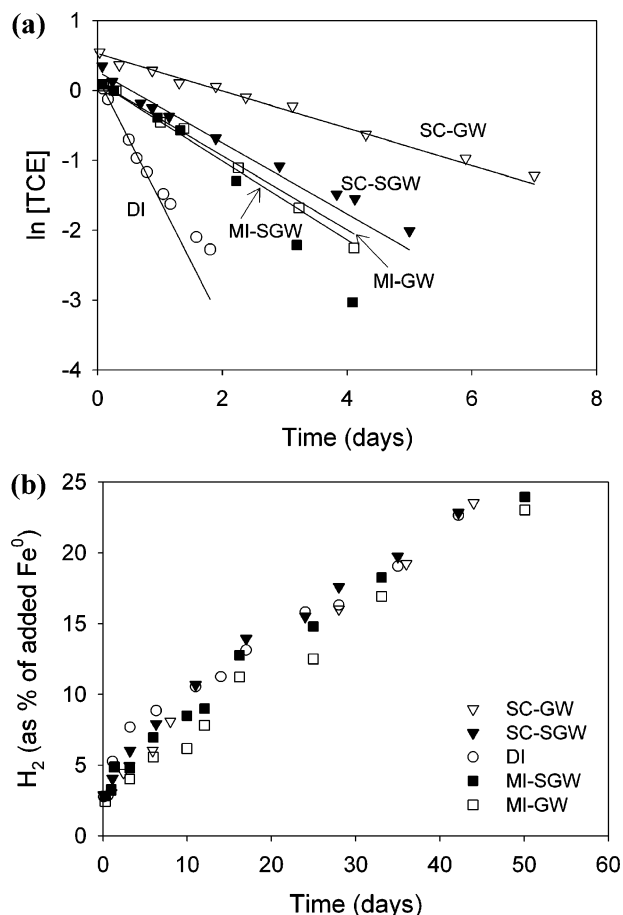 (a)
1
0
-1
-2
-3
-4
ln [TCE]
SC-GW
SC-SGW
DI
MI-SGW
MI-GW
0 2 4 6 8
Time (days)
(b)
25
20
15
10
5
0
H₂ (as % of added Fe⁰)
SC-GW
SC-SGW
DI
MI-SGW
MI-GW
0 10 20 30 40 50 60
Time (days)